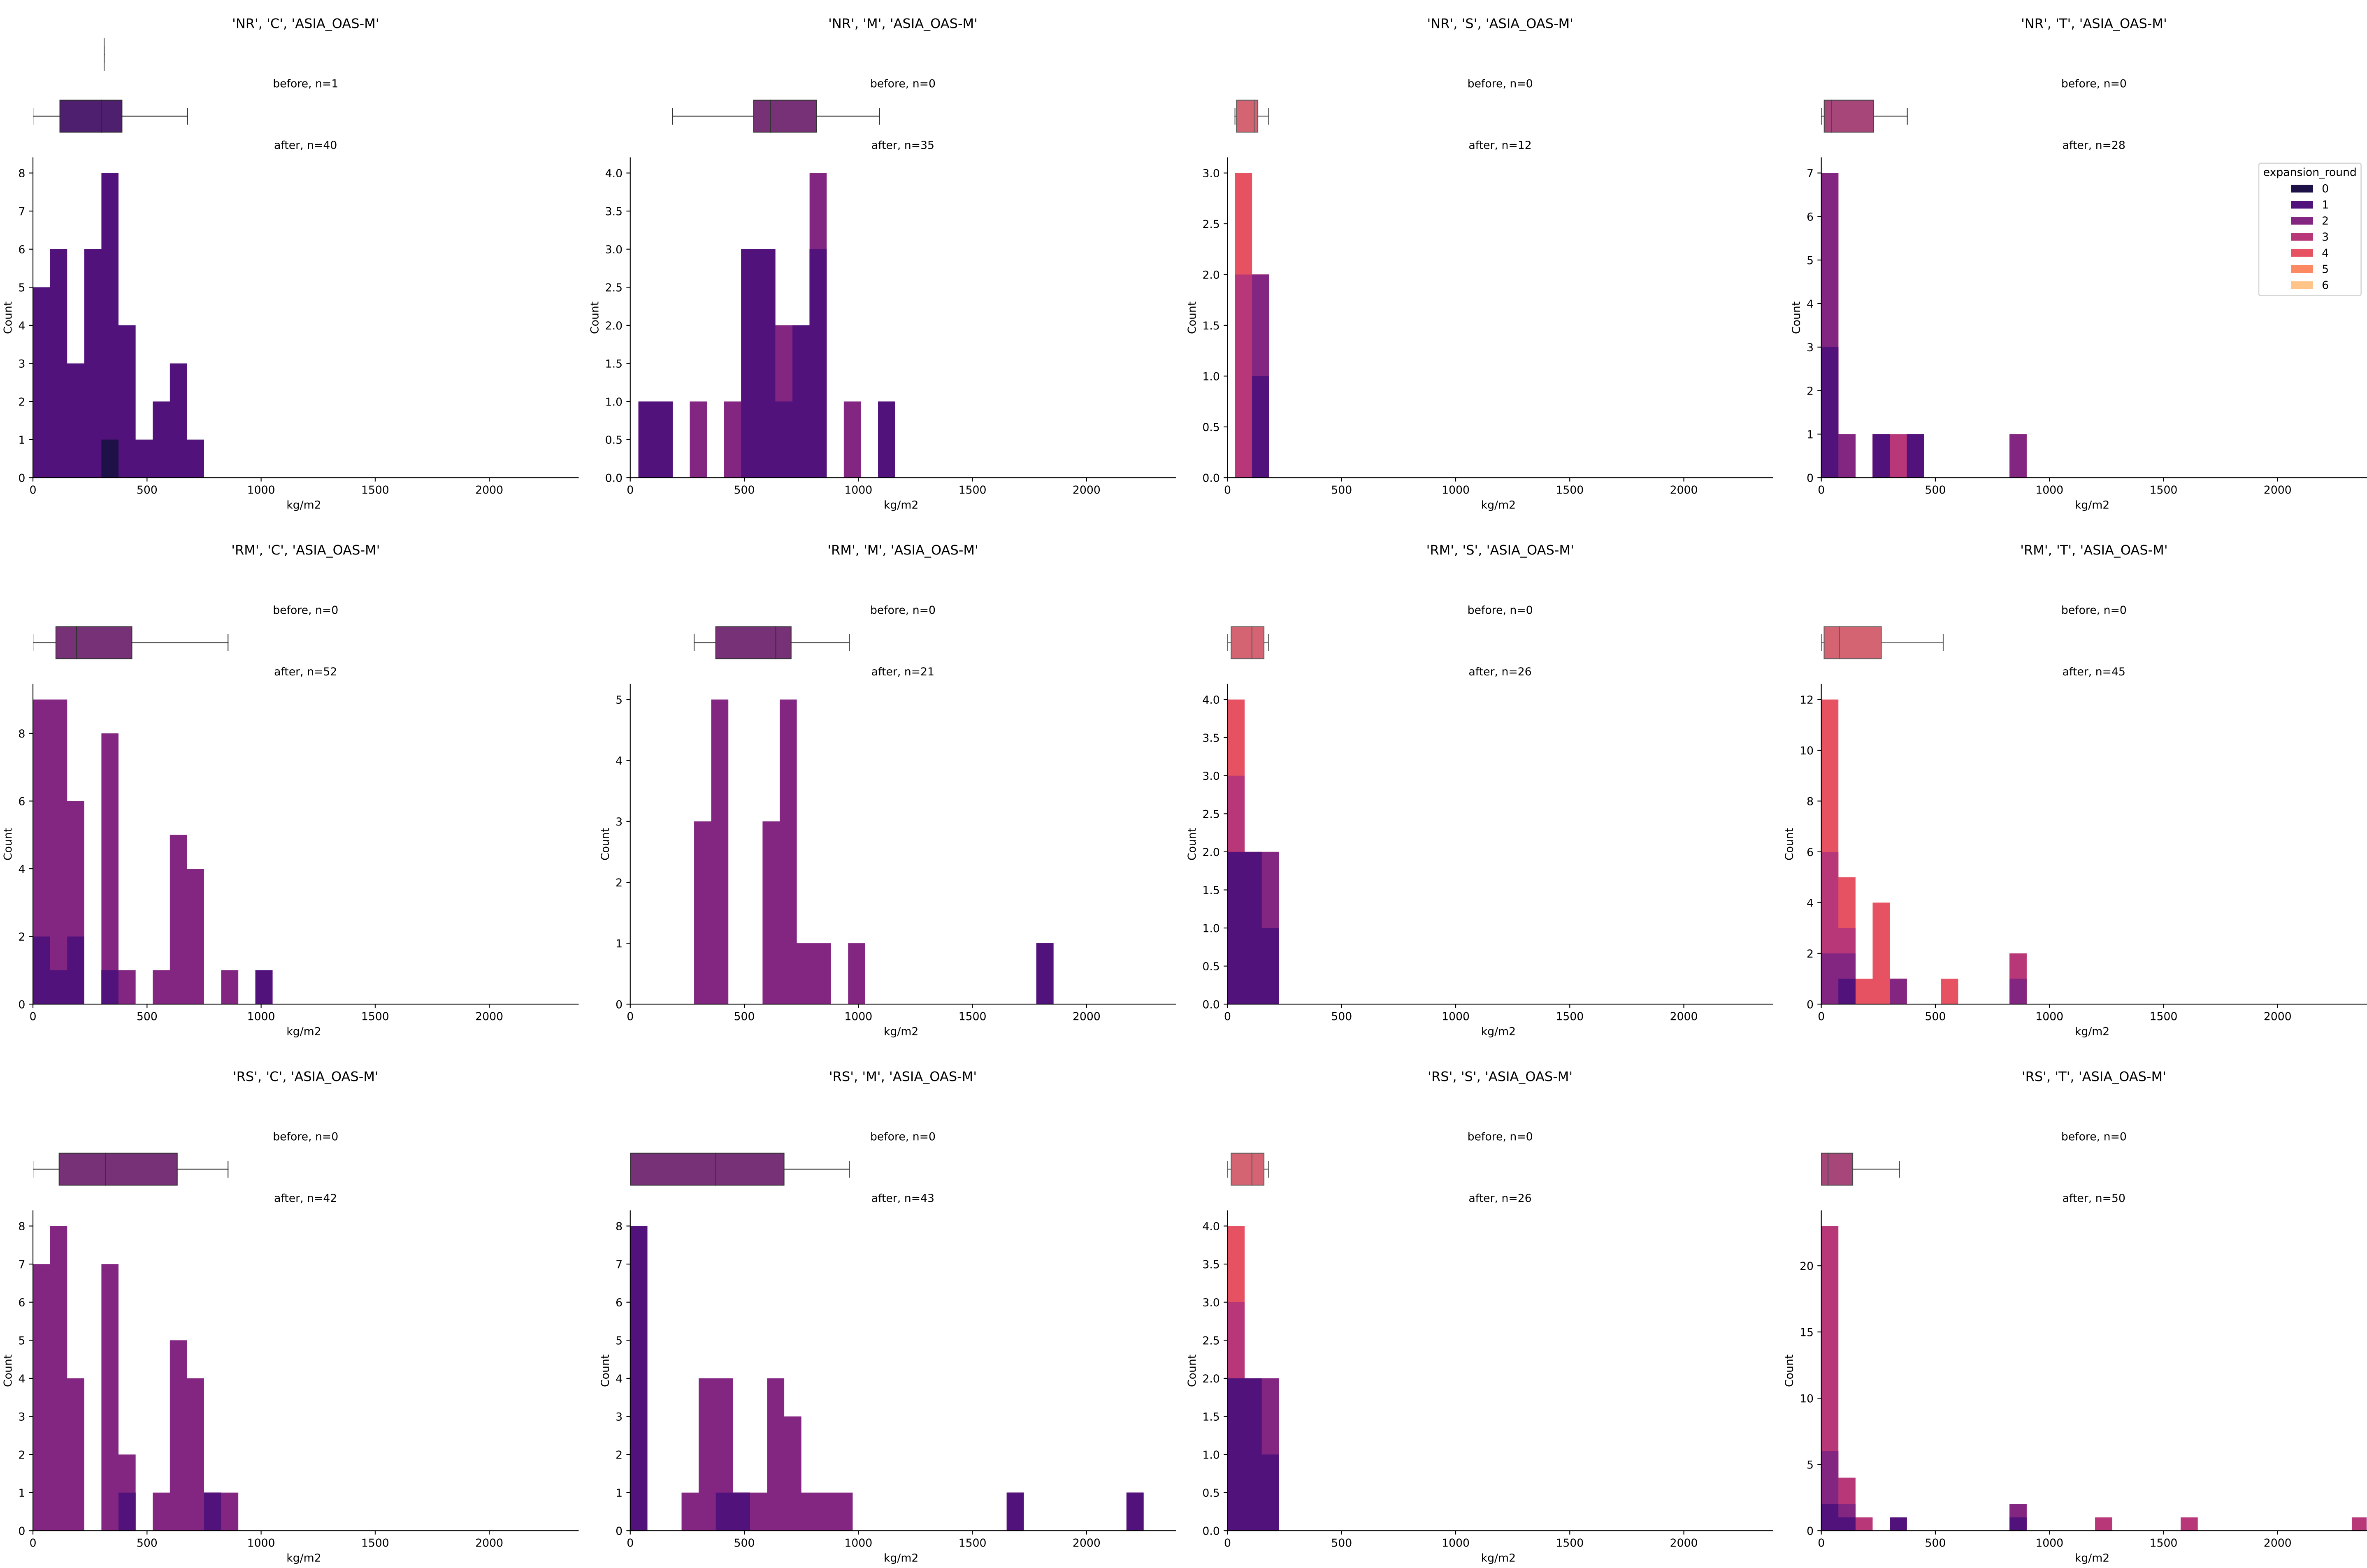 'NR', 'C', 'ASIA_OAS-M'
before, n=1
after, n=40
Count
8
7
6
5
4
3
2
1
0
0 500 1000 1500 2000
kg/m2
'NR', 'M', 'ASIA_OAS-M'
before, n=0
after, n=35
Count
4.0
3.5
3.0
2.5
2.0
1.5
1.0
0.5
0.0
0 500 1000 1500 2000
kg/m2
'NR', 'S', 'ASIA_OAS-M'
before, n=0
after, n=12
Count
3.0
2.5
2.0
1.5
1.0
0.5
0.0
0 500 1000 1500 2000
kg/m2
'NR', 'T', 'ASIA_OAS-M'
before, n=0
after, n=28
Count
7
6
5
4
3
2
1
0
0 500 1000 1500 2000
kg/m2
expansion_round
0
1
2
3
4
5
6
'RM', 'C', 'ASIA_OAS-M'
before, n=0
after, n=52
Count
8
6
4
2
0
0 500 1000 1500 2000
kg/m2
'RM', 'M', 'ASIA_OAS-M'
before, n=0
after, n=21
Count
5
4
3
2
1
0
0 500 1000 1500 2000
kg/m2
'RM', 'S', 'ASIA_OAS-M'
before, n=0
after, n=26
Count
4.0
3.5
3.0
2.5
2.0
1.5
1.0
0.5
0.0
0 500 1000 1500 2000
kg/m2
'RM', 'T', 'ASIA_OAS-M'
before, n=0
after, n=45
Count
12
10
8
6
4
2
0
0 500 1000 1500 2000
kg/m2
'RS', 'C', 'ASIA_OAS-M'
before, n=0
after, n=42
Count
8
7
6
5
4
3
2
1
0
0 500 1000 1500 2000
kg/m2
'RS', 'M', 'ASIA_OAS-M'
before, n=0
after, n=43
Count
8
7
6
5
4
3
2
1
0
0 500 1000 1500 2000
kg/m2
'RS', 'S', 'ASIA_OAS-M'
before, n=0
after, n=26
Count
4.0
3.5
3.0
2.5
2.0
1.5
1.0
0.5
0.0
0 500 1000 1500 2000
kg/m2
'RS', 'T', 'ASIA_OAS-M'
before, n=0
after, n=50
Count
20
15
10
5
0
0 500 1000 1500 2000
kg/m2